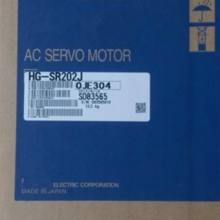 AC SERVO MOTOR
HG-SR202J
OJE304
SD83565
ELECTRIC CORPORATION
MADE IN JAPAN